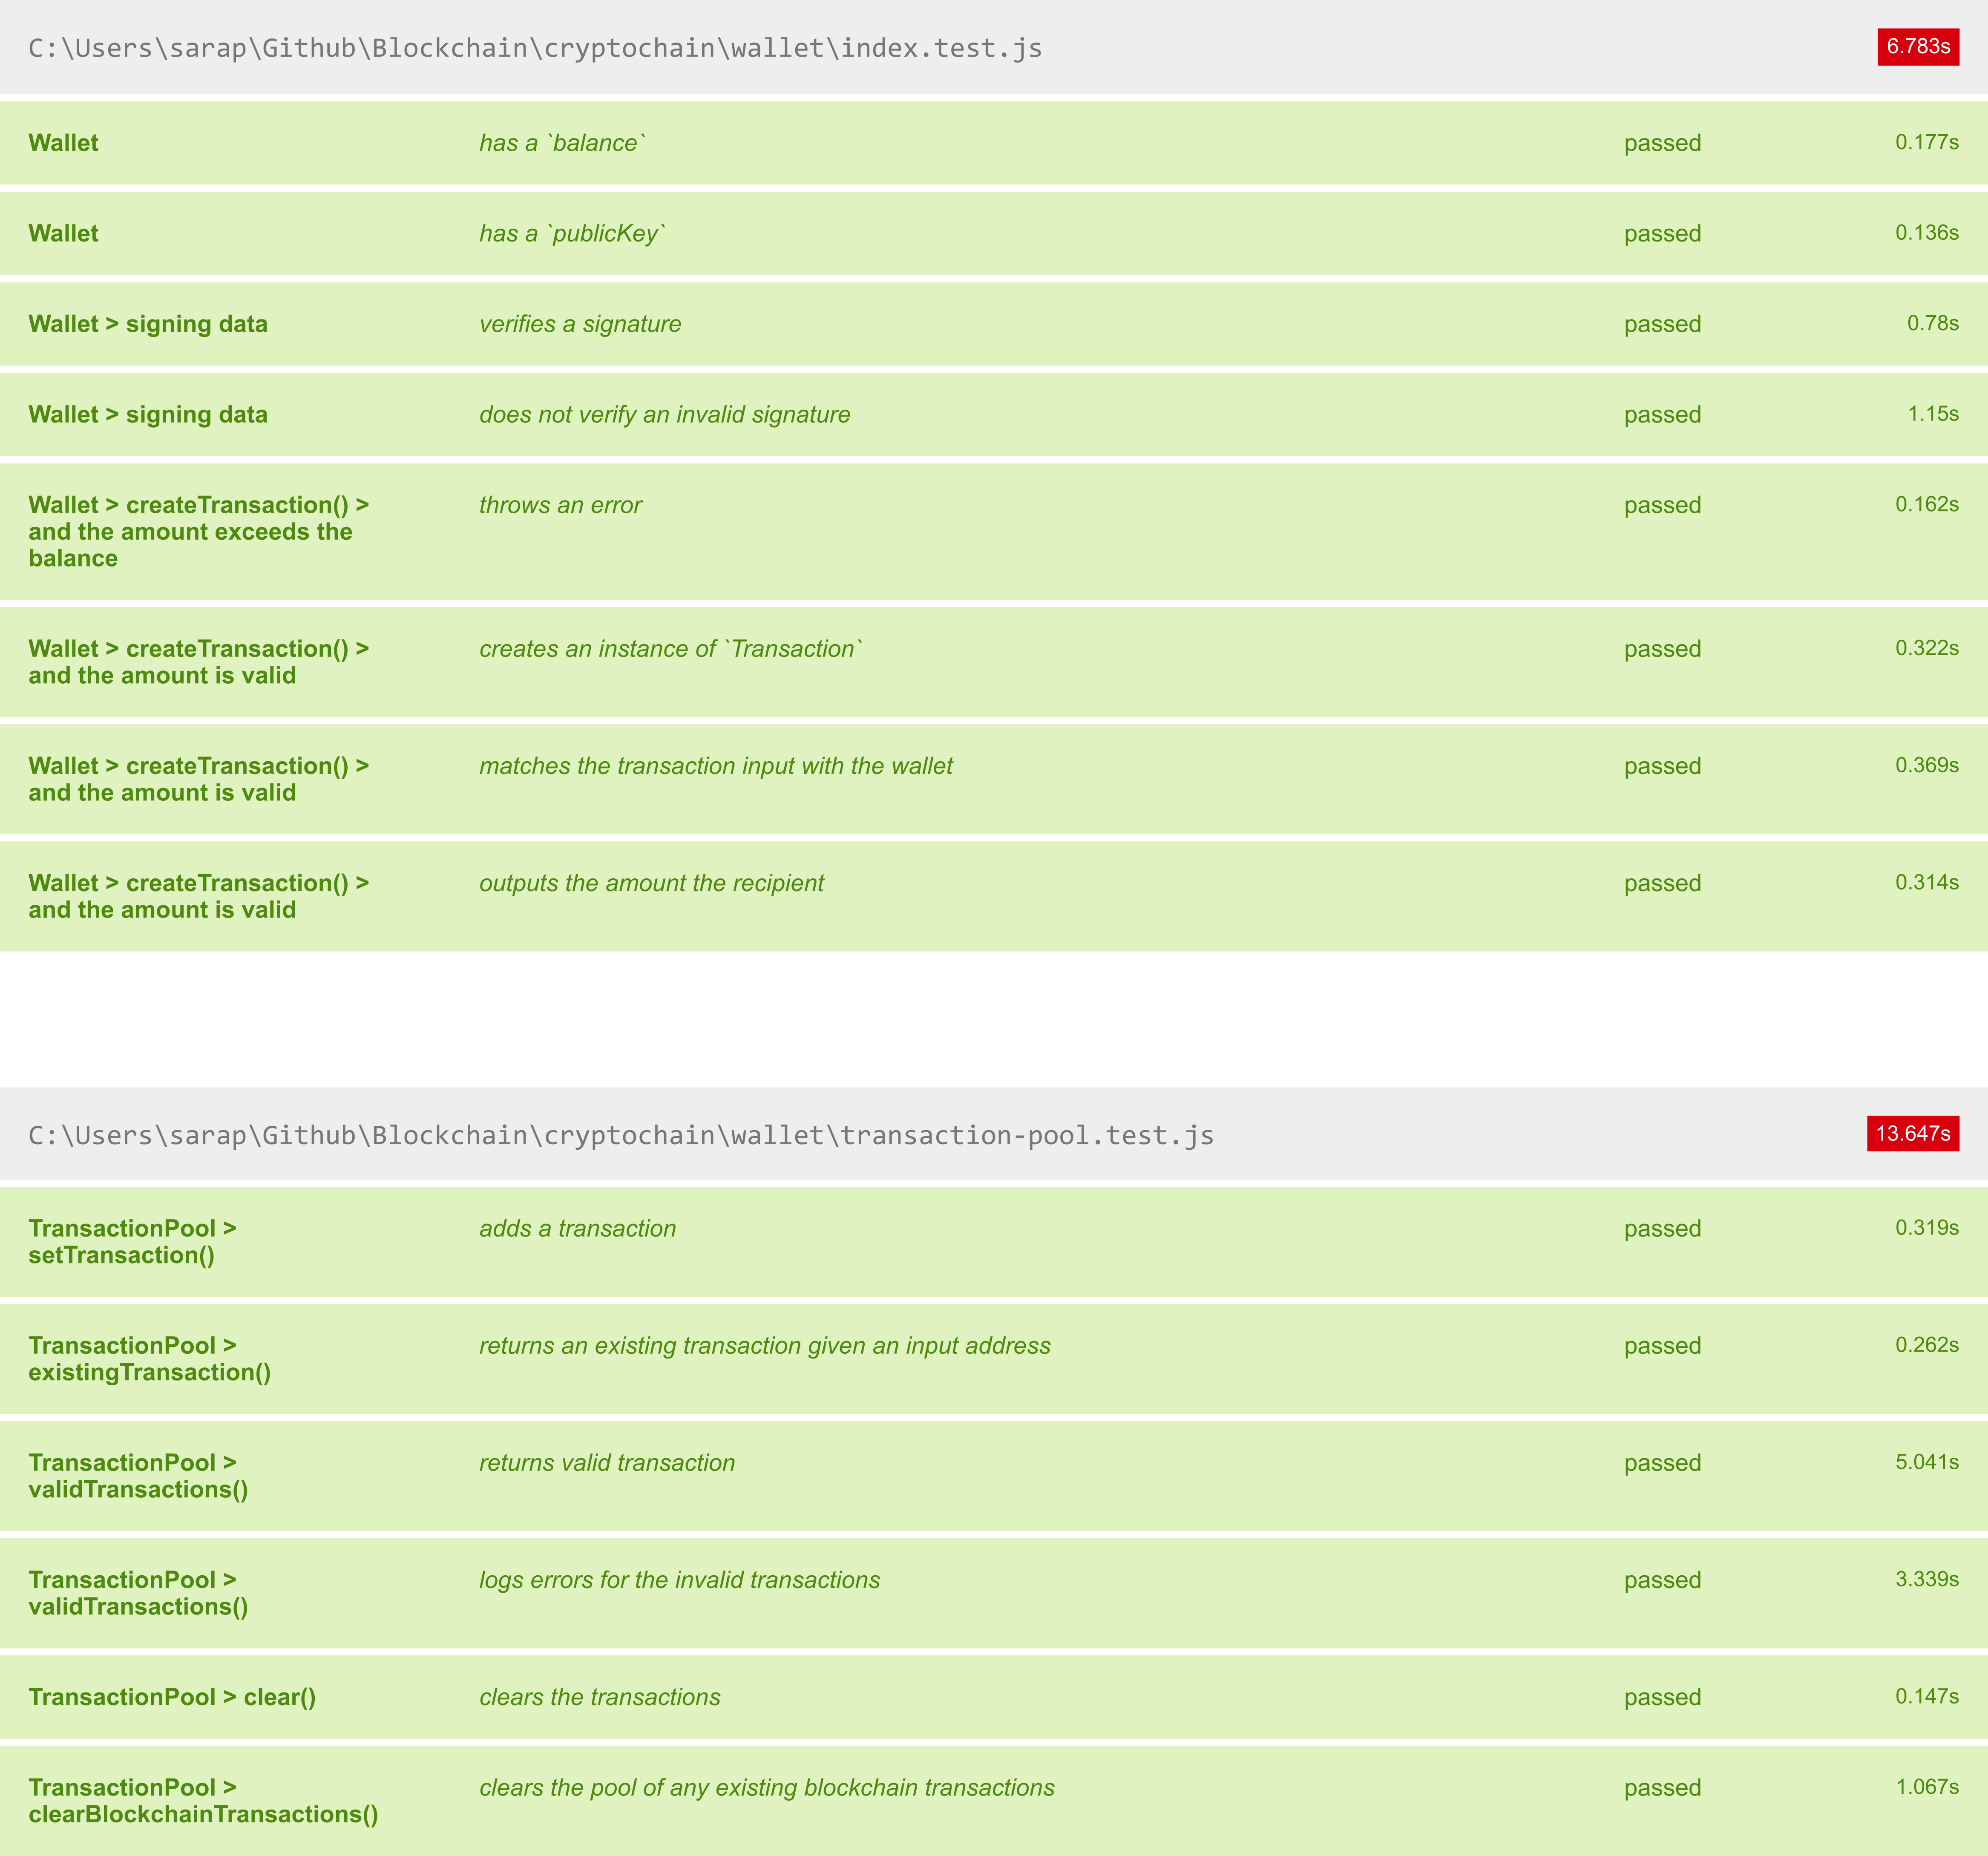 C:\Users\sarap\Github\Blockchain\cryptochain\wallet\index.test.js 6.783s
Wallet has a `balance` passed 0.177s
Wallet has a `publicKey` passed 0.136s
Wallet > signing data verifies a signature passed 0.78s
Wallet > signing data does not verify an invalid signature passed 1.15s
Wallet > createTransaction() > throws an error passed 0.162s
and the amount exceeds the
balance
Wallet > createTransaction() > creates an instance of `Transaction` passed 0.322s
and the amount is valid
Wallet > createTransaction() > matches the transaction input with the wallet passed 0.369s
and the amount is valid
Wallet > createTransaction() > outputs the amount the recipient passed 0.314s
and the amount is valid
C:\Users\sarap\Github\Blockchain\cryptochain\wallet\transaction-pool.test.js 13.647s
TransactionPool > adds a transaction passed 0.319s
setTransaction()
TransactionPool > returns an existing transaction given an input address passed 0.262s
existingTransaction()
TransactionPool > returns valid transaction passed 5.041s
validTransactions()
TransactionPool > logs errors for the invalid transactions passed 3.339s
validTransactions()
TransactionPool > clear() clears the transactions passed 0.147s
TransactionPool > clears the pool of any existing blockchain transactions passed 1.067s
clearBlockchainTransactions()